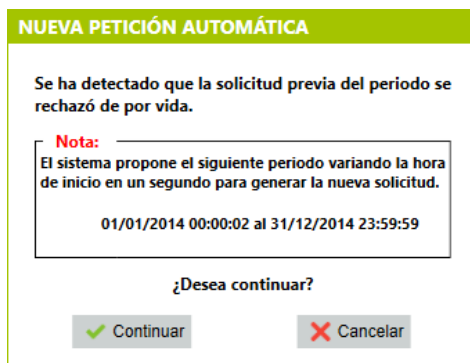 NUEVA PETICIÓN AUTOMÁTICA
Se ha detectado que la solicitud previa del periodo se
rechazó de por vida.
Nota:
El sistema propone el siguiente periodo variando la hora
de inicio en un segundo para generar la nueva solicitud.
01/01/2014 00:00:02 al 31/12/2014 23:59:59
¿Desea continuar?
Continuar
Cancelar